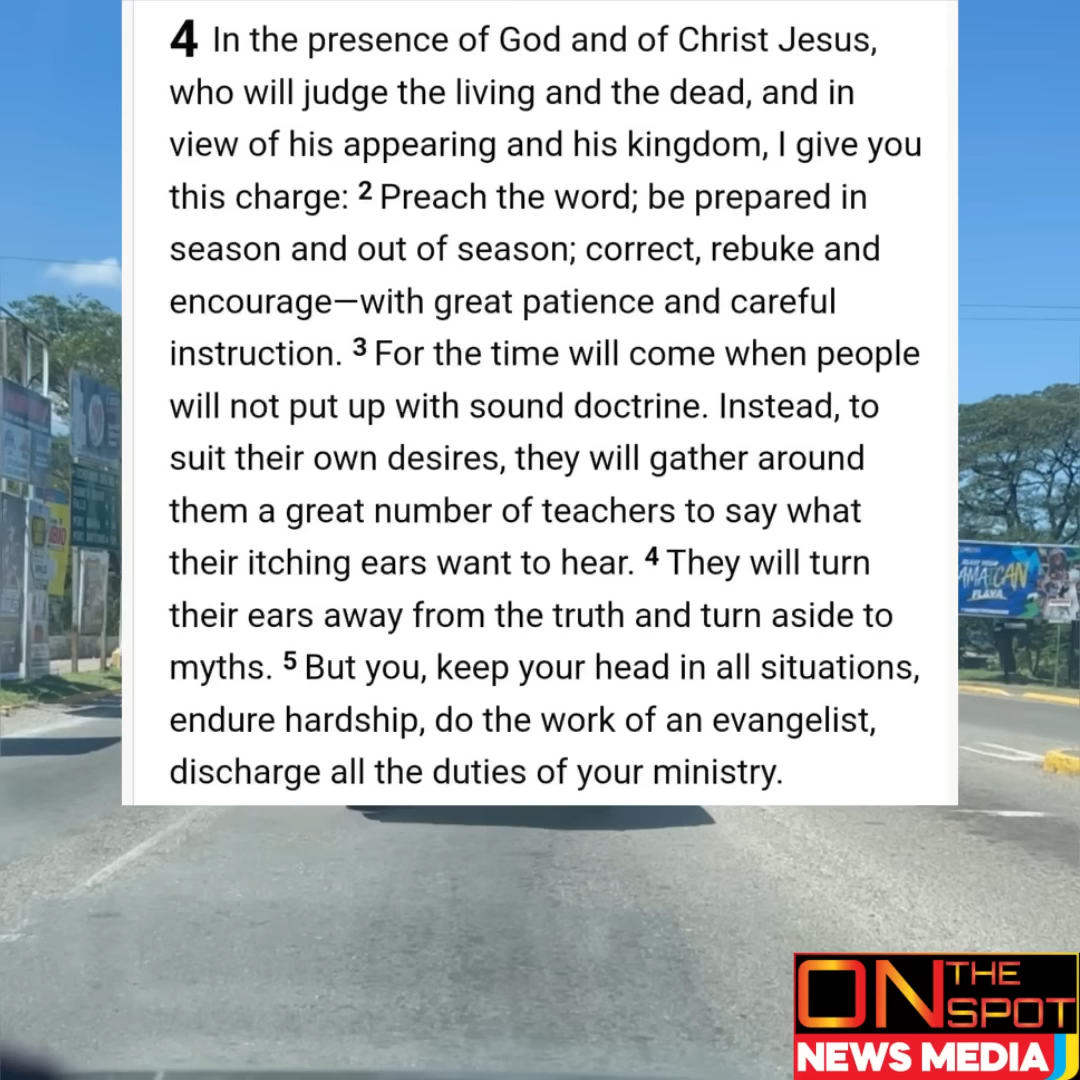 4 In the presence of God and of Christ Jesus,
who will judge the living and the dead, and in
view of his appearing and his kingdom, I give you
this charge: 2 Preach the word; be prepared in
season and out of season; correct, rebuke and
encourage—with great patience and careful
instruction. 3 For the time will come when people
will not put up with sound doctrine. Instead, to
suit their own desires, they will gather around
them a great number of teachers to say what
their itching ears want to hear. 4 They will turn
their ears away from the truth and turn aside to
myths. 5 But you, keep your head in all situations,
endure hardship, do the work of an evangelist,
discharge all the duties of your ministry.
FLAVA
ON THE
SPOT
NEWS MEDIA